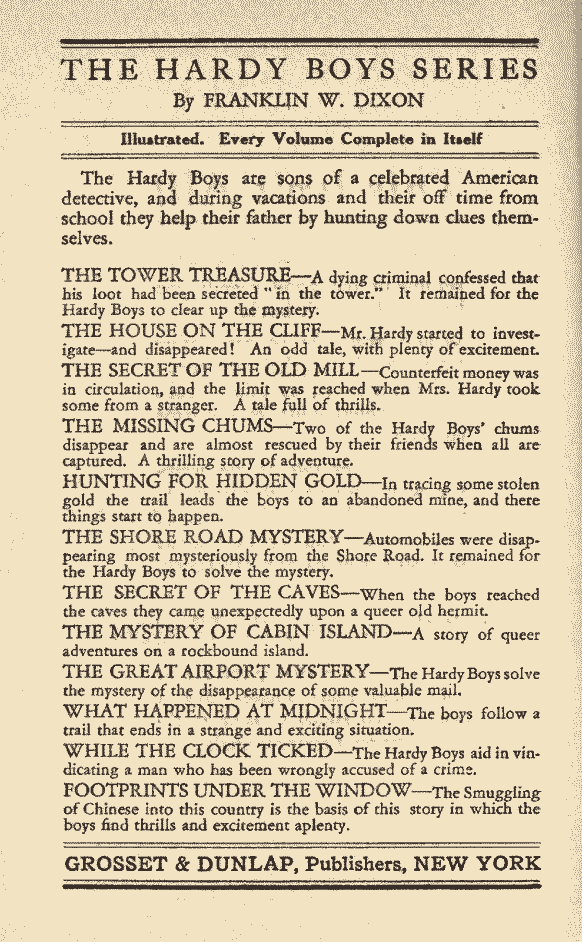 THE HARDY BOYS SERIES
By FRANKLIN W. DIXON
Illustrated. Every Volume Complete in Itself
The Hardy Boys are sons of a celebrated American
detective, and during vacations and their off time from
school they help their father by hunting down clues them-
selves.
THE TOWER TREASURE—A dying criminal confessed that
his loot had been secreted "in the tower." It remained for the
Hardy Boys to clear up the mystery.
THE HOUSE ON THE CLIFF—Mr. Hardy started to invest-
igate—and disappeared! An odd tale, with plenty of excitement.
THE SECRET OF THE OLD MILL—Counterfeit money was
in circulation, and the limit was reached when Mrs. Hardy took
some from a stranger. A tale full of thrills.
THE MISSING CHUMS—Two of the Hardy Boys' chums
disappear and are almost rescued by their friends when all are
captured. A thrilling story of adventure.
HUNTING FOR HIDDEN GOLD—In tracing some stolen
gold the trail leads the boys to an abandoned mine, and there
things start to happen.
THE SHORE ROAD MYSTERY—Automobiles were disap-
pearing most mysteriously from the Shore Road. It remained for
the Hardy Boys to solve the mystery.
THE SECRET OF THE CAVES—When the boys reached
the caves they came unexpectedly upon a queer old hermit.
THE MYSTERY OF CABIN ISLAND—A story of queer
adventures on a rockbound island.
THE GREAT AIRPORT MYSTERY—The Hardy Boys solve
the mystery of the disappearance of some valuable mail.
WHAT HAPPENED AT MIDNIGHT—The boys follow a
trail that ends in a strange and exciting situation.
WHILE THE CLOCK TICKED—The Hardy Boys aid in vin-
dicating a man who has been wrongly accused of a crime.
FOOTPRINTS UNDER THE WINDOW—The Smuggling
of Chinese into this country is the basis of this story in which the
boys find thrills and excitement aplenty.
GROSSET & DUNLAP, Publishers, NEW YORK